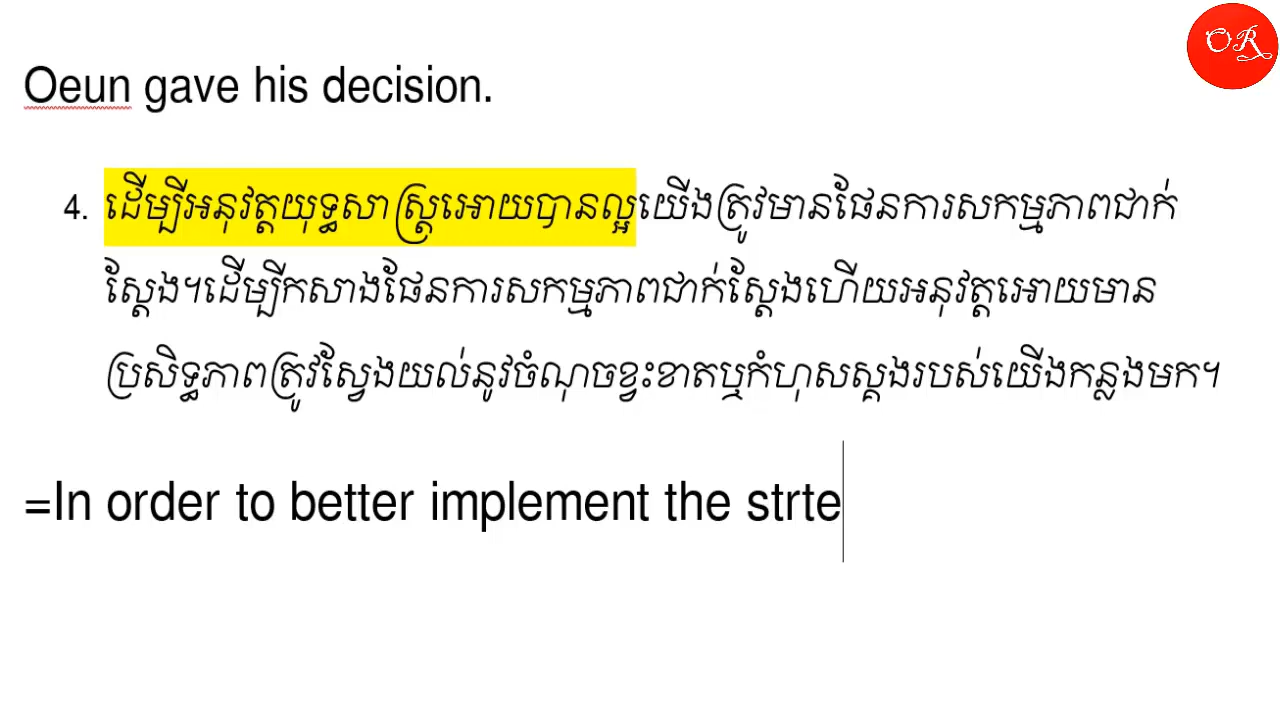 OR
Oeun gave his decision.
4. ដើម្បីអនុវត្តយុទ្ធសាស្ត្រអោយបានល្អយើងត្រូវមានផែនការសកម្មភាពជាក់
ស្តែង។ដើម្បីកសាងផែនការសកម្មភាពជាក់ស្តែងហើយអនុវត្តអោយមាន
ប្រសិទ្ធភាពត្រូវស្វែងយល់នូវចំណុចខ្វះខាតឬកំហុសស្គងរបស់យើងកន្លងមក។
=In order to better implement the strte